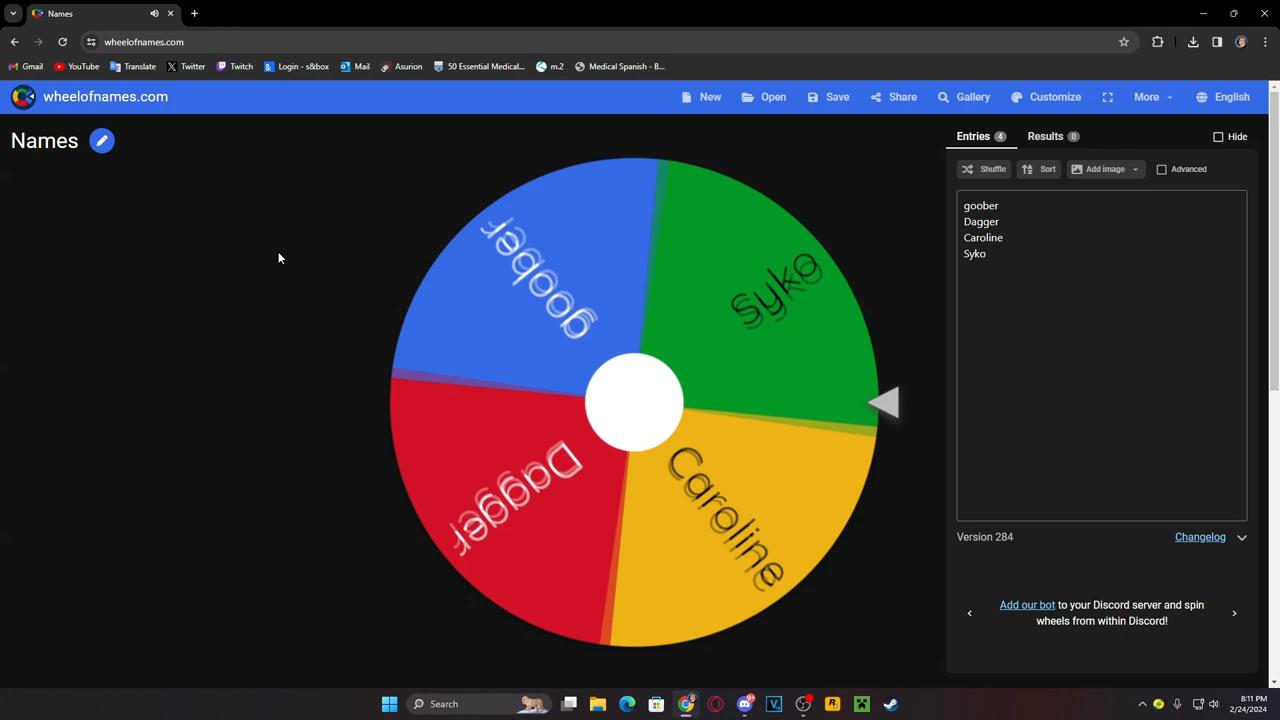 Names
wheelofnames.com
Gmail YouTube Translate Twitter Twitch Login - s&box Mail Asurion 50 Essential Medical... m.2 Medical Spanish - B...
wheelofnames.com New Open Save Share Gallery Customize More English
Names
Entries 4 Results 0 Hide
Shuffle Sort Add image Advanced
goober
Dagger
Caroline
Syko
goober
Syko
Dagger
Caroline
Version 284 Changelog
Add our bot to your Discord server and spin
wheels from within Discord!
Search
8:11 PM
2/24/2024